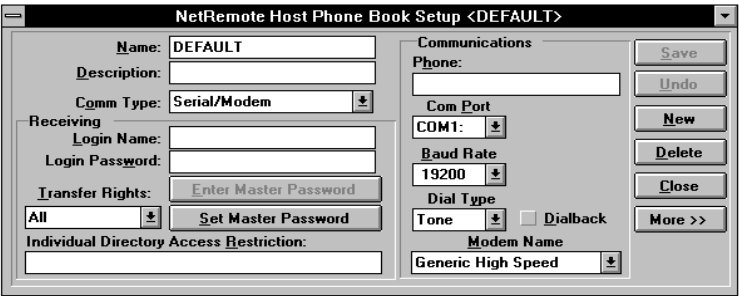 NetRemote Host Phone Book Setup <DEFAULT>
Name: DEFAULT
Description:
Comm Type: Serial/Modem
Receiving
Login Name:
Login Password:
Transfer Rights:
All
Enter Master Password
Set Master Password
Individual Directory Access Restriction:
Communications
Phone:
Com Port
COM1:
Baud Rate
19200
Dial Type
Tone
Dialback
Modem Name
Generic High Speed
Save
Undo
New
Delete
Close
More >>